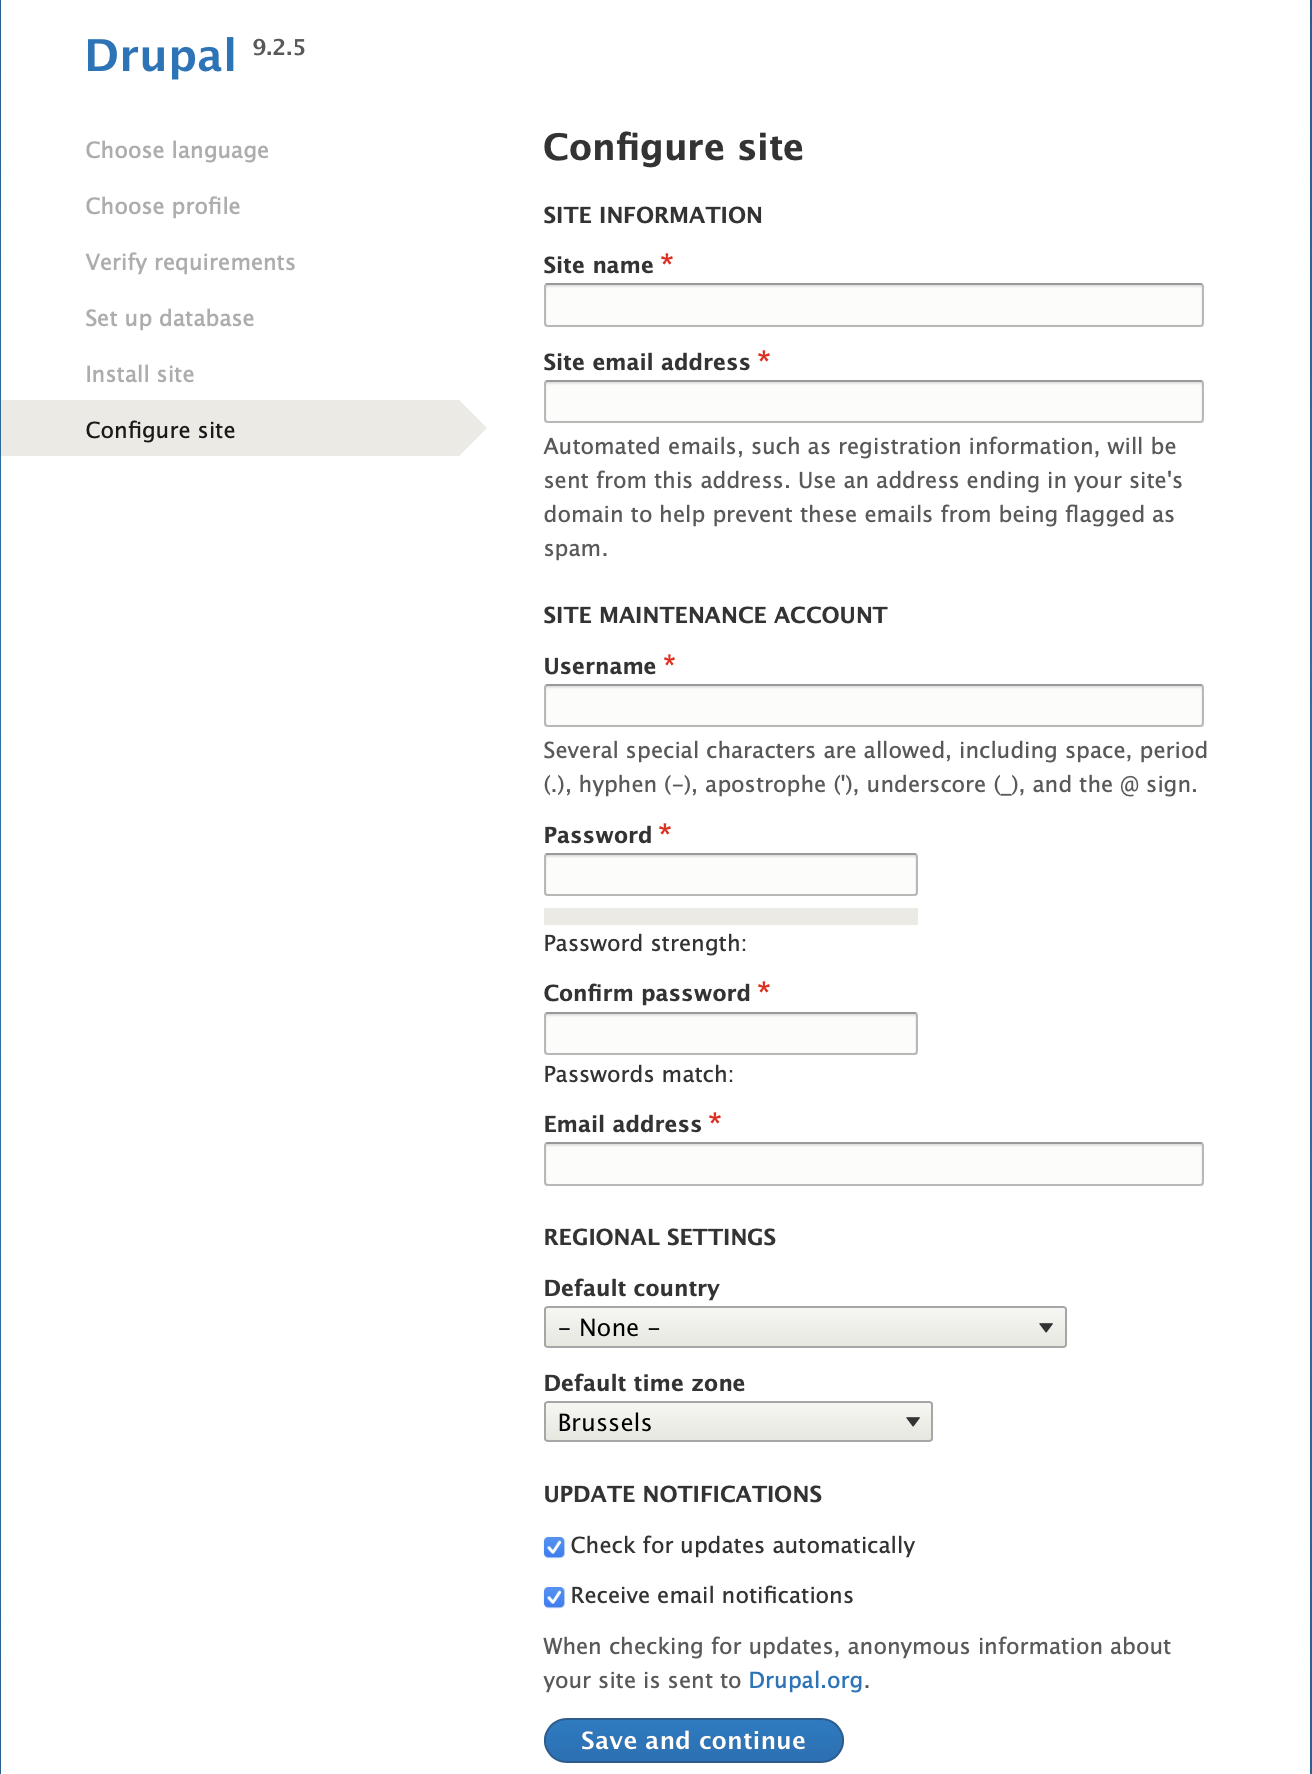 Drupal 9.2.5
Choose language
Choose profile
Verify requirements
Set up database
Install site
Configure site
Configure site
SITE INFORMATION
Site name *
Site email address *
Automated emails, such as registration information, will be
sent from this address. Use an address ending in your site's
domain to help prevent these emails from being flagged as
spam.
SITE MAINTENANCE ACCOUNT
Username *
Several special characters are allowed, including space, period
(.), hyphen (-), apostrophe ('), underscore (_), and the @ sign.
Password *
Password strength:
Confirm password *
Passwords match:
Email address *
REGIONAL SETTINGS
Default country
- None -
Default time zone
Brussels
UPDATE NOTIFICATIONS
Check for updates automatically
Receive email notifications
When checking for updates, anonymous information about
your site is sent to Drupal.org.
Save and continue